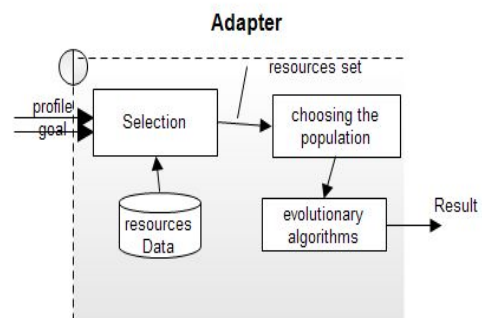 Adapter
resources set
profile
goal
Selection
choosing the
population
resources
Data
evolutionary
algorithms
Result